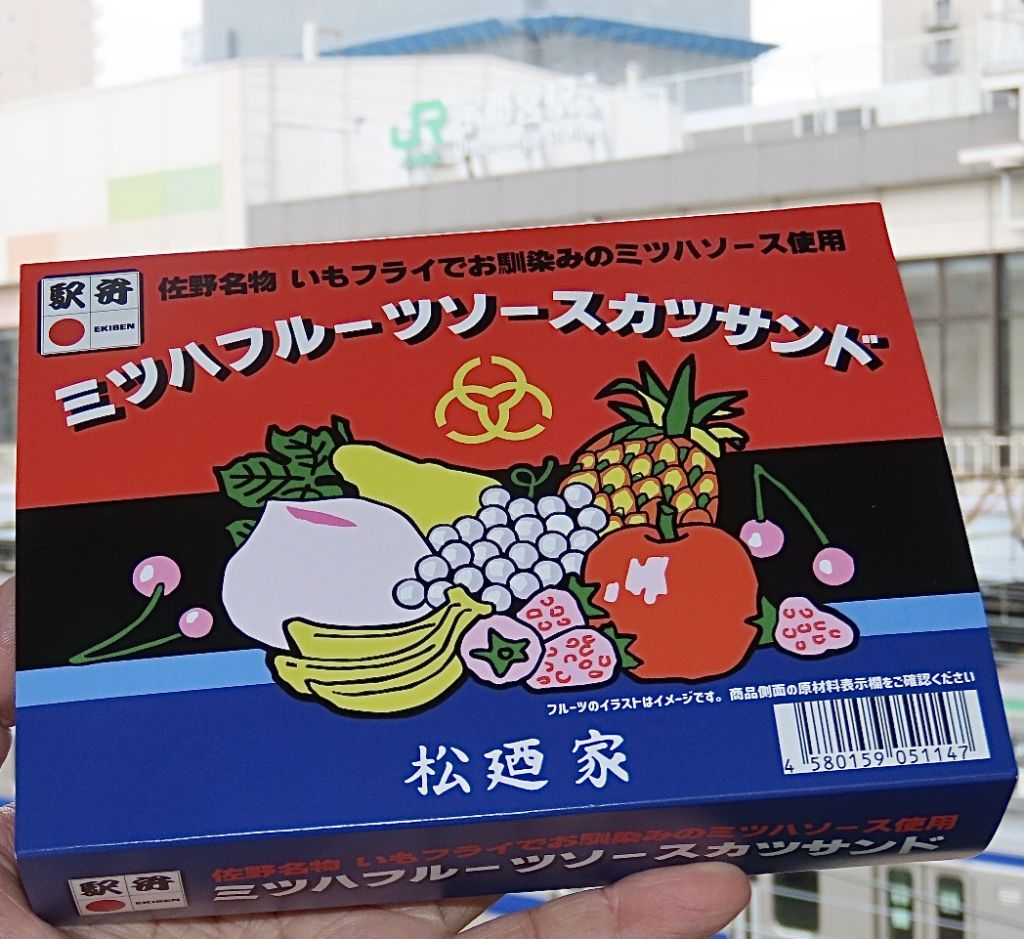 JR
駅弁
EKIBEN
佐野名物 いもフライでお馴染みのミツハソース使用
ミツハフルーツソースカツサンド
フルーツのイラストはイメージです。商品側面の原材料表示欄をご確認ください
4 580159 051147
松廼家
駅弁
EKIBEN
佐野名物 いもフライでお馴染みのミツハソース使用
ミツハフルーツソースカツサンド